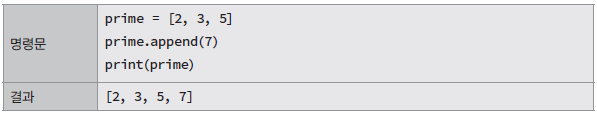 명령문
prime = [2, 3, 5]
prime.append(7)
print(prime)
결과
[2, 3, 5, 7]